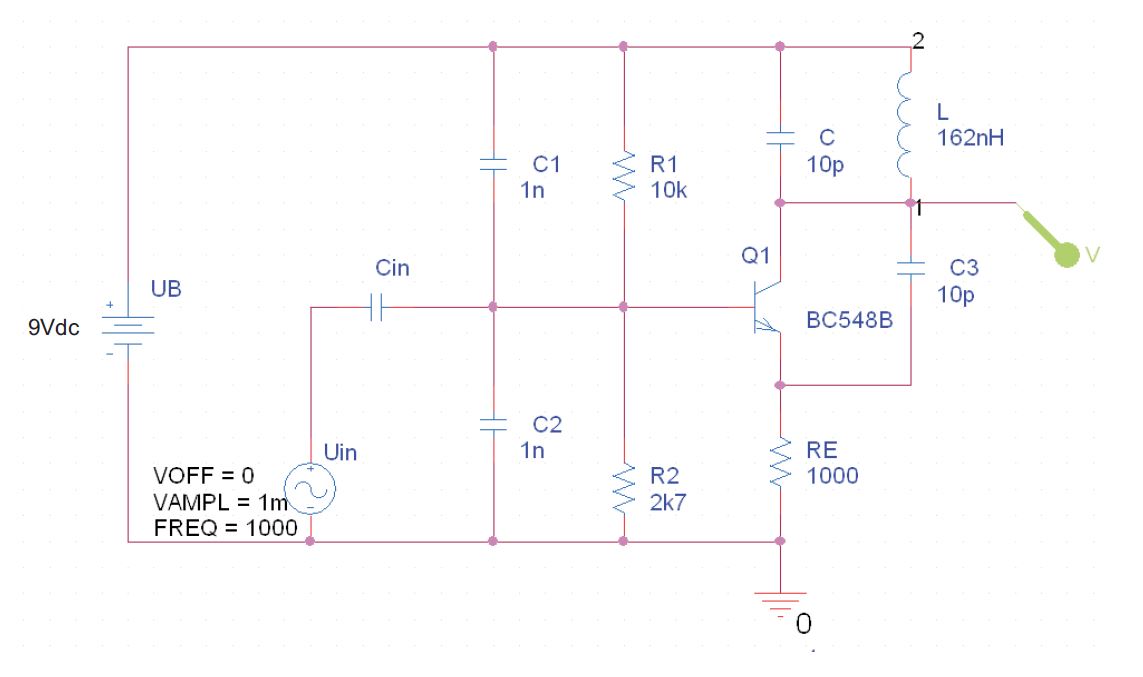 2
L
162nH
C
10p
C1
1n
R1
10k
1
Q1
V
C3
10p
Cin
UB
+
9Vdc
-
BC548B
C2
1n
RE
1000
Uin
+
-
R2
2k7
VOFF = 0
VAMPL = 1m
FREQ = 1000
0